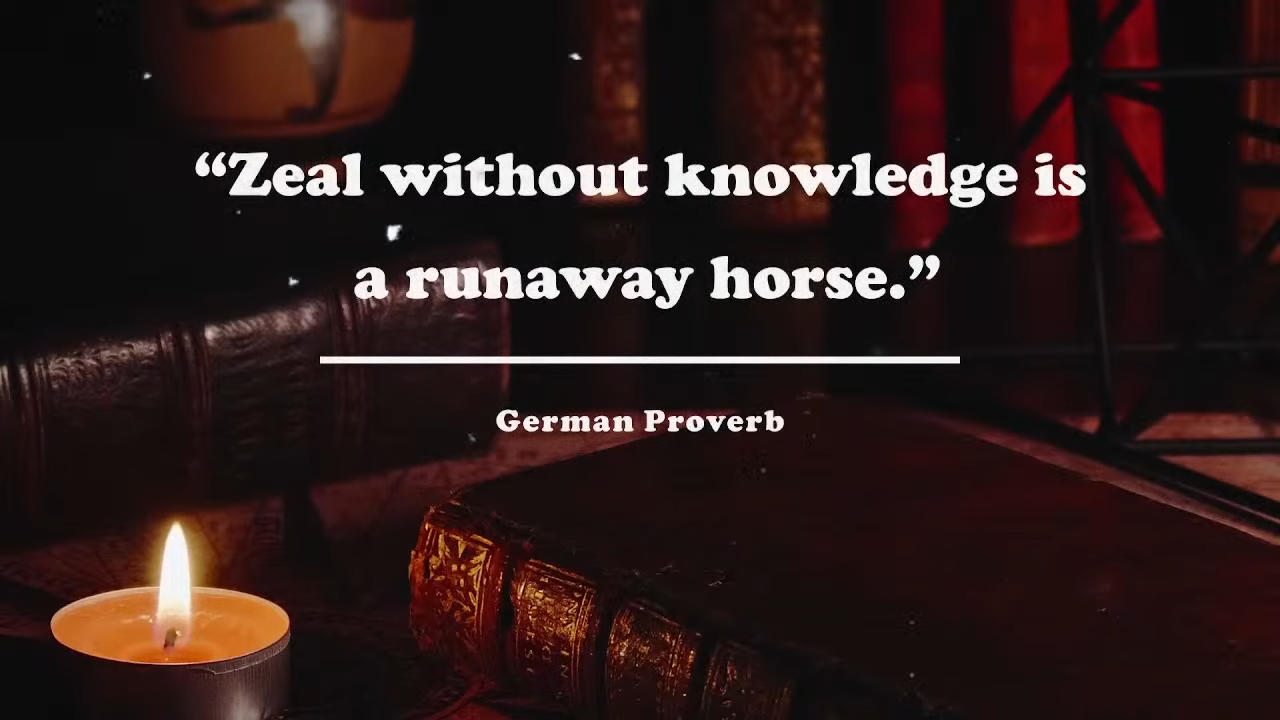 “Zeal without knowledge is
a runaway horse.”
German Proverb